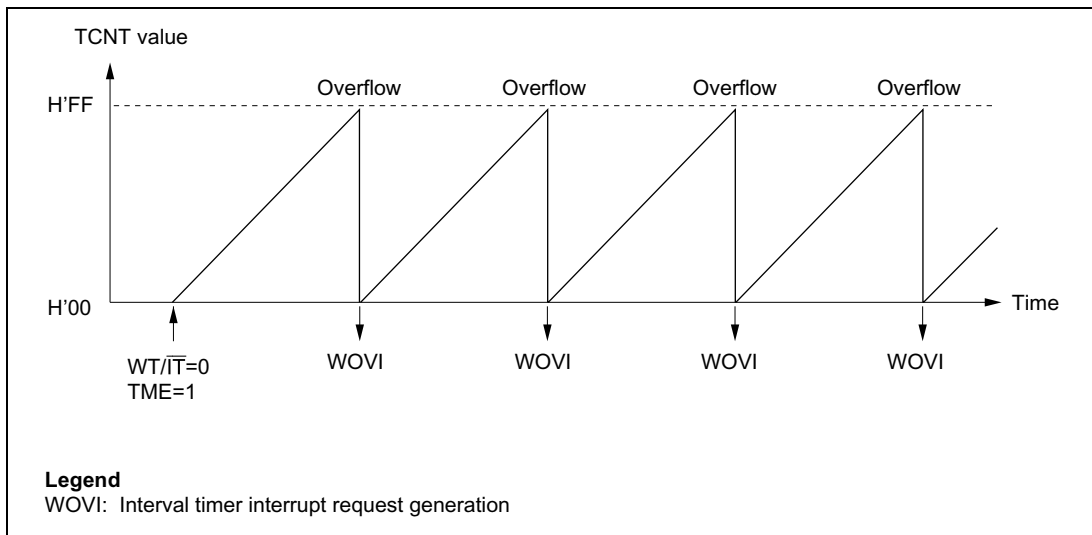 TCNT value
H'FF
Overflow Overflow Overflow Overflow
H'00
Time
WT/I̅T̅=0
TME=1
WOVI WOVI WOVI WOVI
Legend
WOVI: Interval timer interrupt request generation